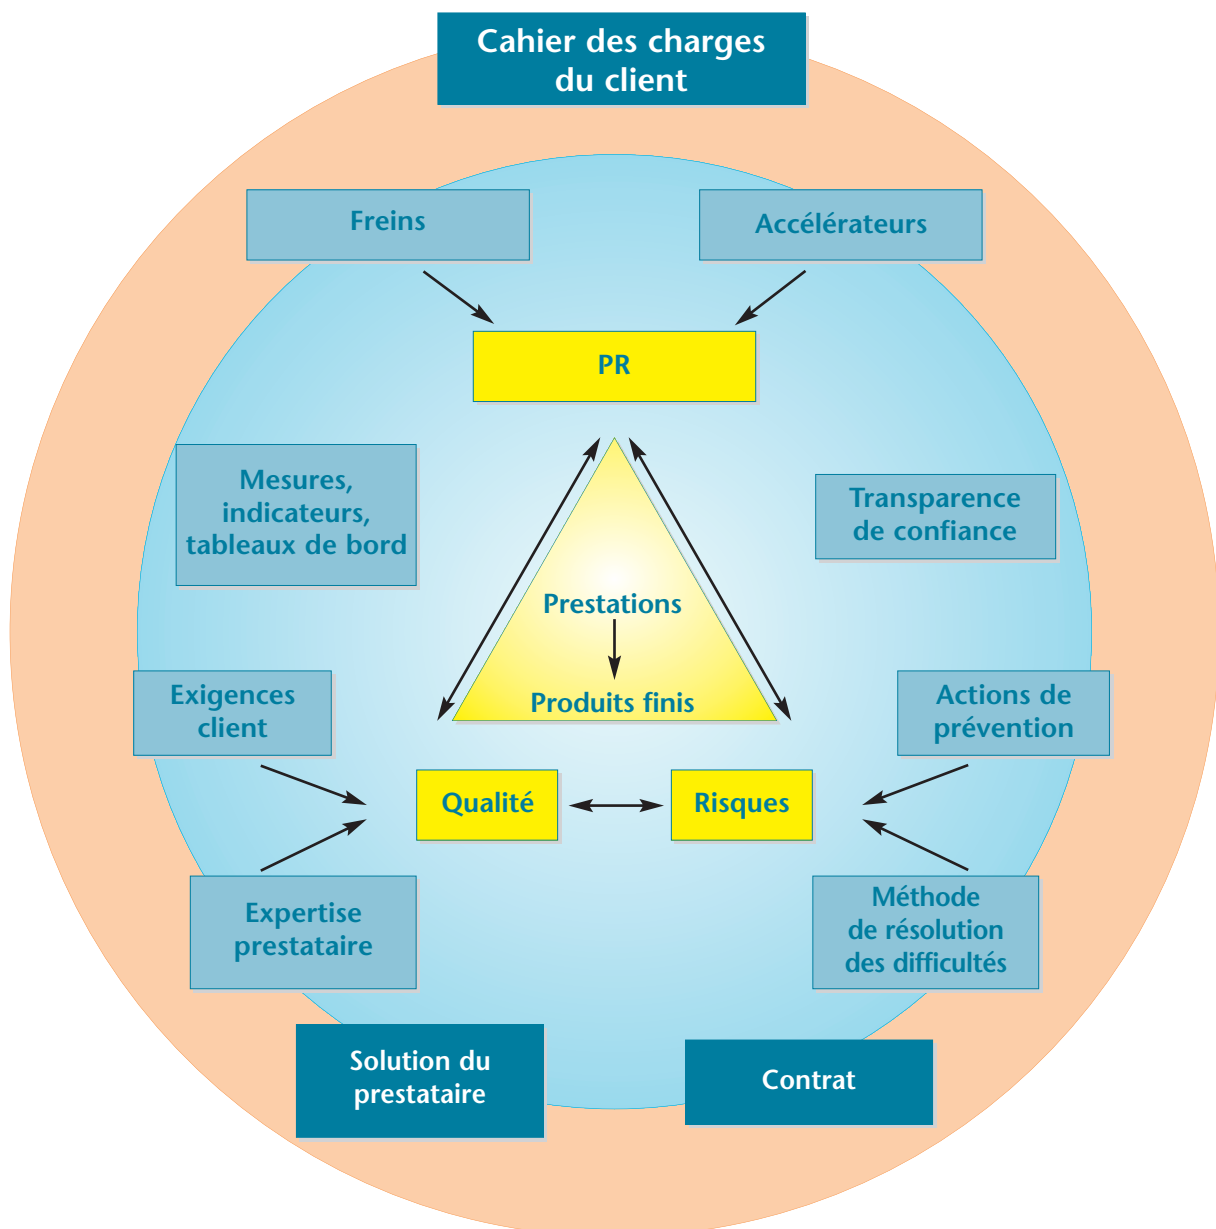 Cahier des charges
du client
Freins
Accélérateurs
PR
Mesures,
indicateurs,
tableaux de bord
Transparence
de confiance
Prestations
Produits finis
Exigences
client
Actions de
prévention
Qualité
Risques
Expertise
prestataire
Méthode
de résolution
des difficultés
Solution du
prestataire
Contrat